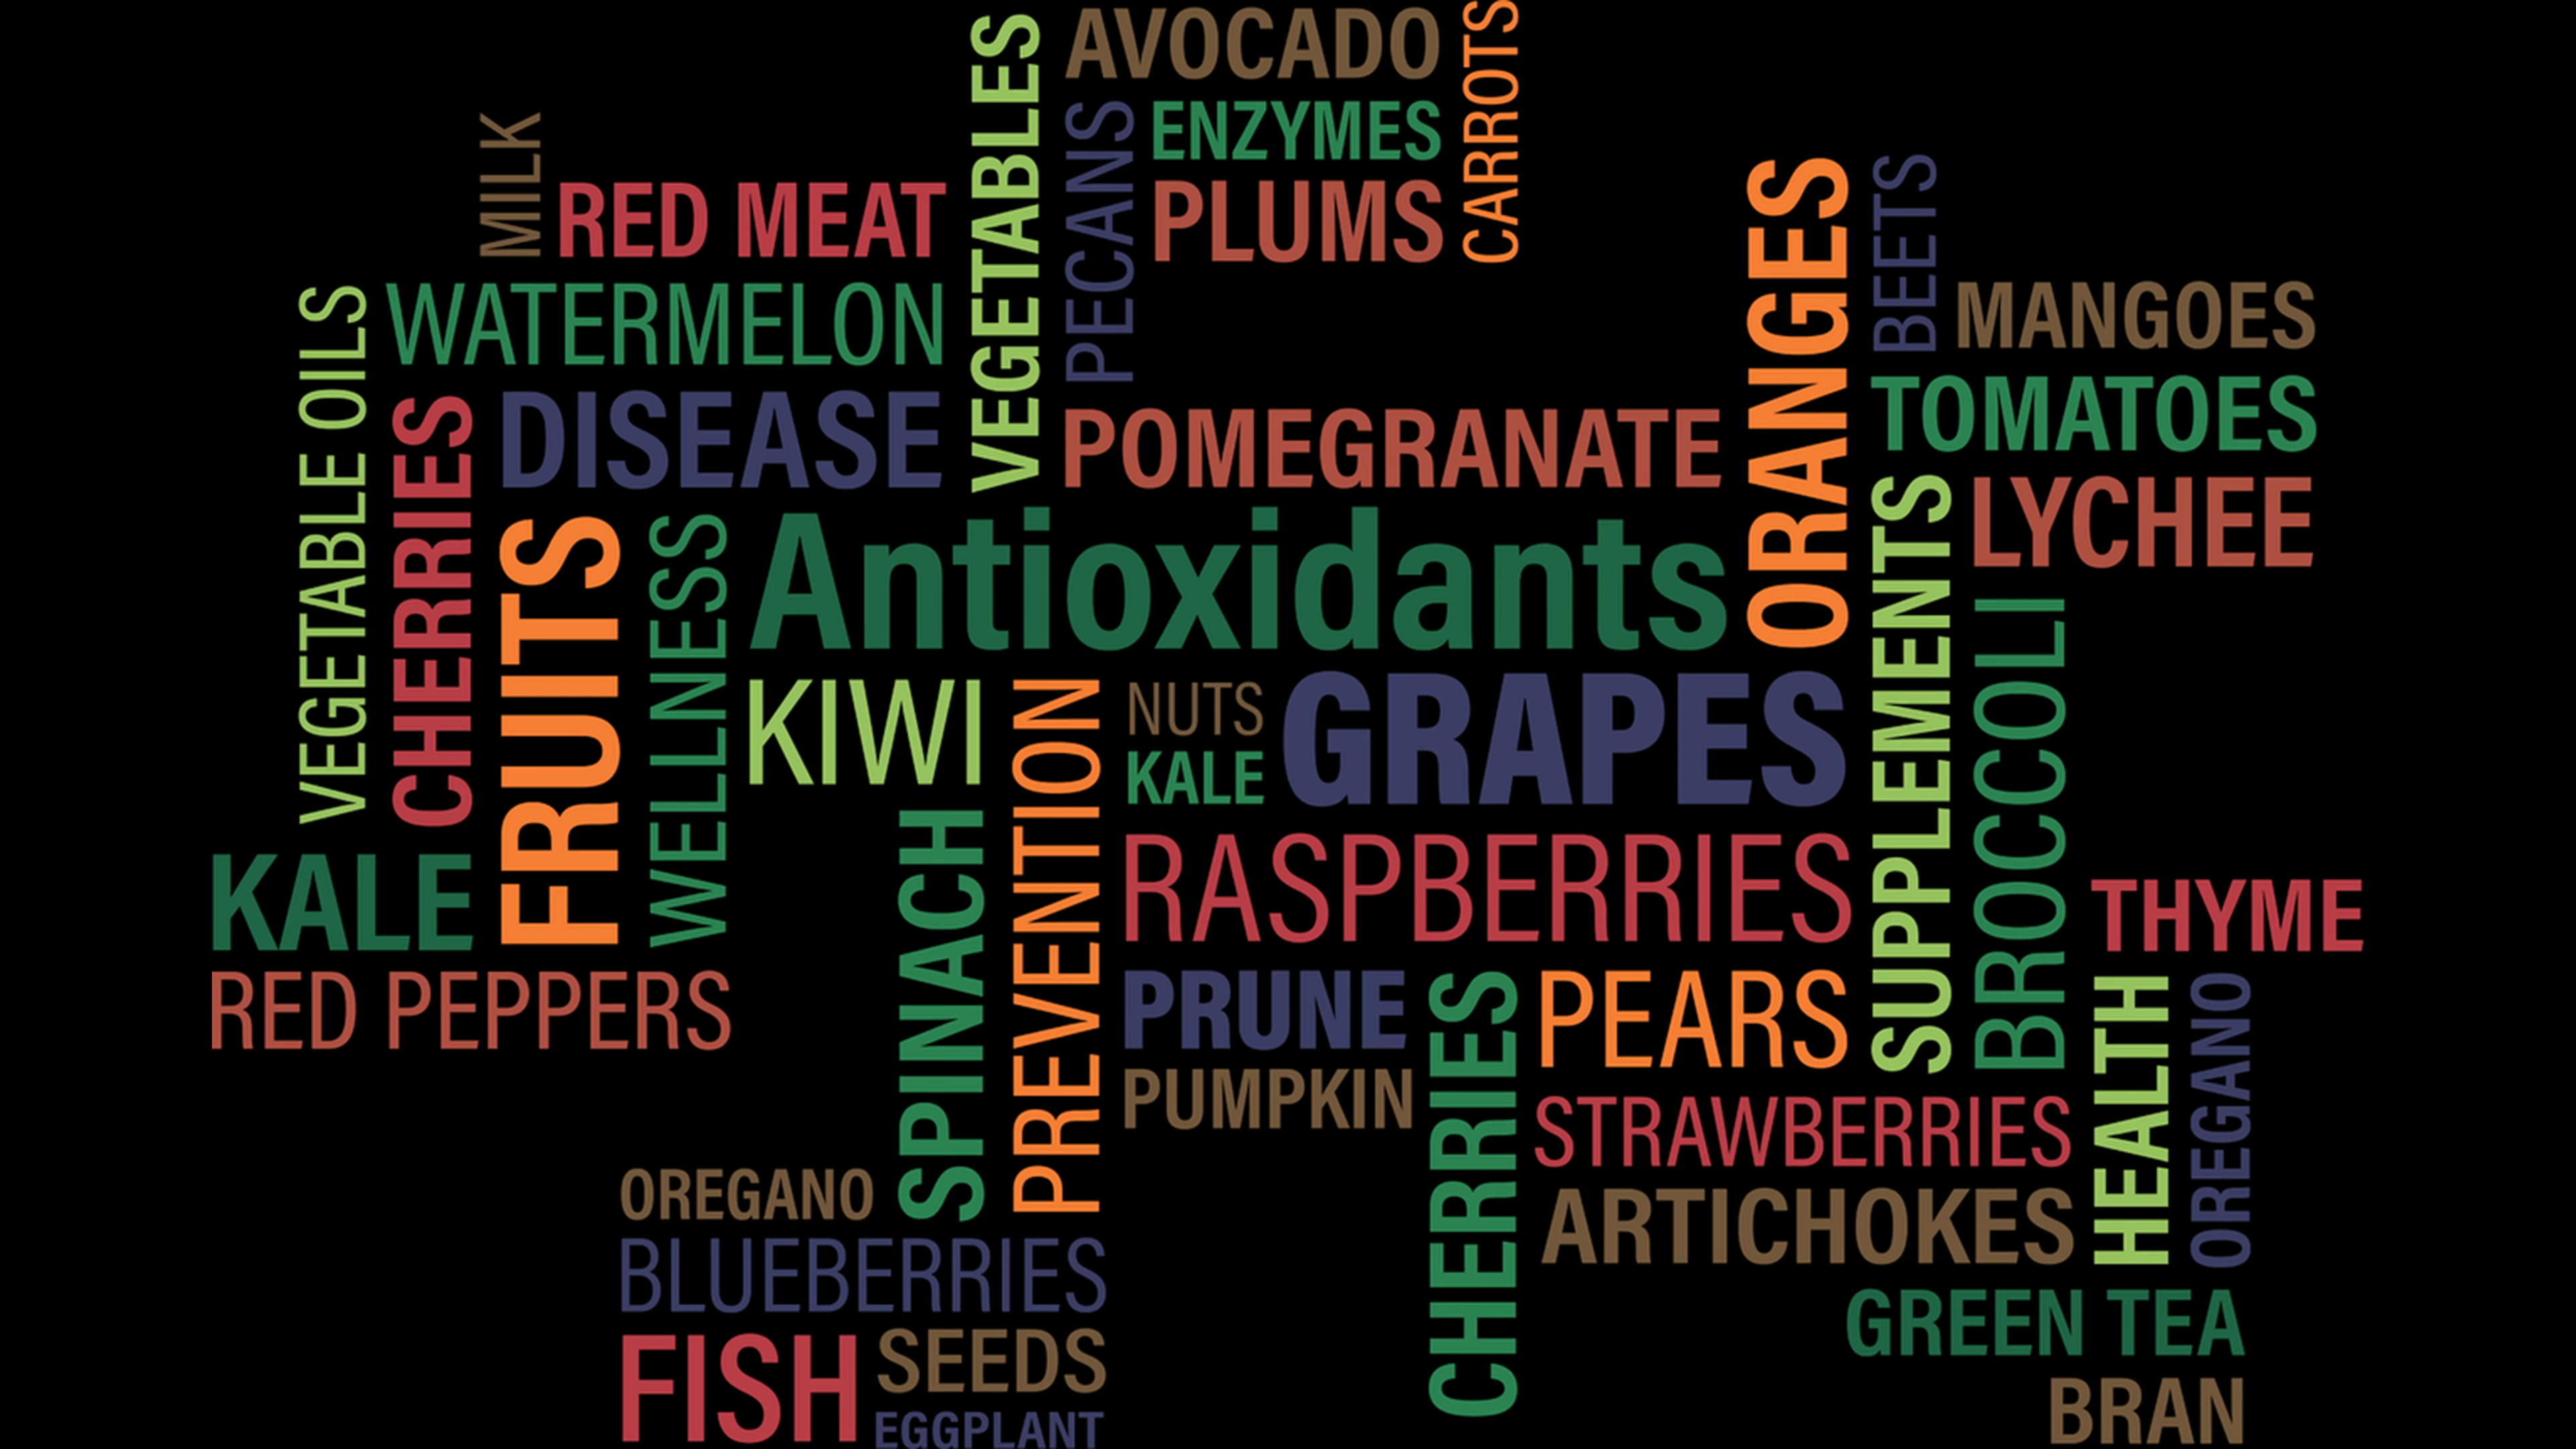 VEGETABLES
AVOCADO
CARROTS
MILK
PECANS
ENZYMES
RED MEAT
PLUMS
ORANGES
BEETS
VEGETABLE OILS
WATERMELON
MANGOES
CHERRIES
DISEASE
TOMATOES
POMEGRANATE
SUPPLEMENTS
LYCHEE
FRUITS
WELLNESS
Antioxidants
BROCCOLI
KIWI
PREVENTION
NUTS
GRAPES
KALE
SPINACH
RASPBERRIES
KALE
THYME
RED PEPPERS
PRUNE
CHERRIES
PEARS
HEALTH
OREGANO
PUMPKIN
STRAWBERRIES
OREGANO
ARTICHOKES
BLUEBERRIES
GREEN TEA
FISH
SEEDS
BRAN
EGGPLANT